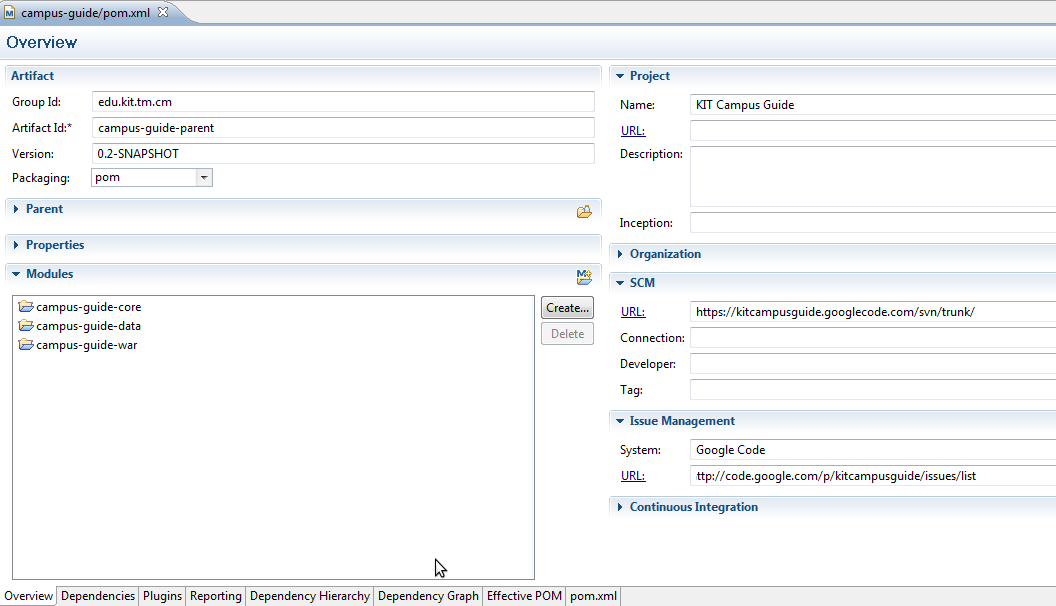 campus-guide/pom.xml
Overview
Artifact
Group Id: edu.kit.tm.cm
Artifact Id:* campus-guide-parent
Version: 0.2-SNAPSHOT
Packaging: pom
Parent
Properties
Modules
campus-guide-core
campus-guide-data
campus-guide-war
Create...
Delete
Project
Name: KIT Campus Guide
URL:
Description:
Inception:
Organization
SCM
URL: https://kitcampusguide.googlecode.com/svn/trunk/
Connection:
Developer:
Tag:
Issue Management
System: Google Code
URL: ttp://code.google.com/p/kitcampusguide/issues/list
Continuous Integration
Overview Dependencies Plugins Reporting Dependency Hierarchy Dependency Graph Effective POM pom.xml